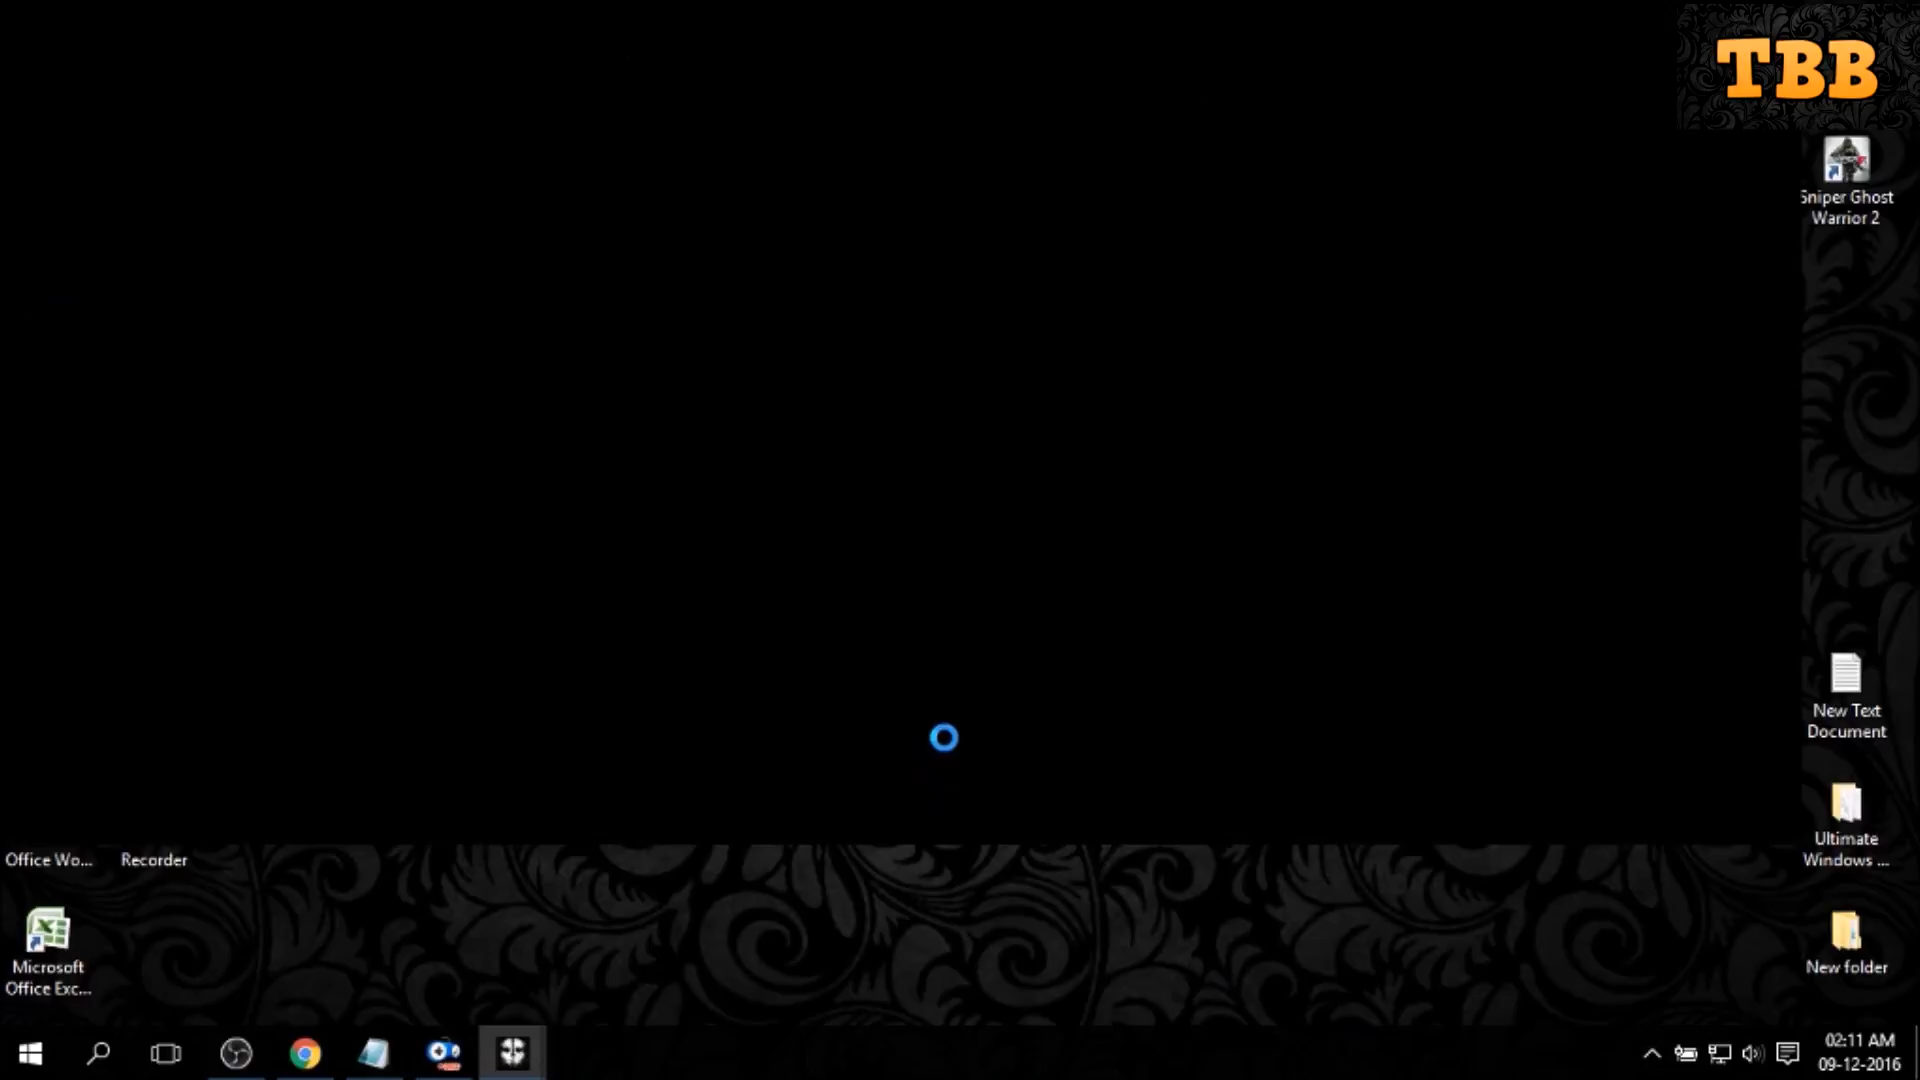 TBB
Sniper Ghost
Warrior 2
New Text
Document
Ultimate
Windows ...
New folder
Office Wo...
Recorder
Microsoft
Office Exc...
02:11 AM
09-12-2016